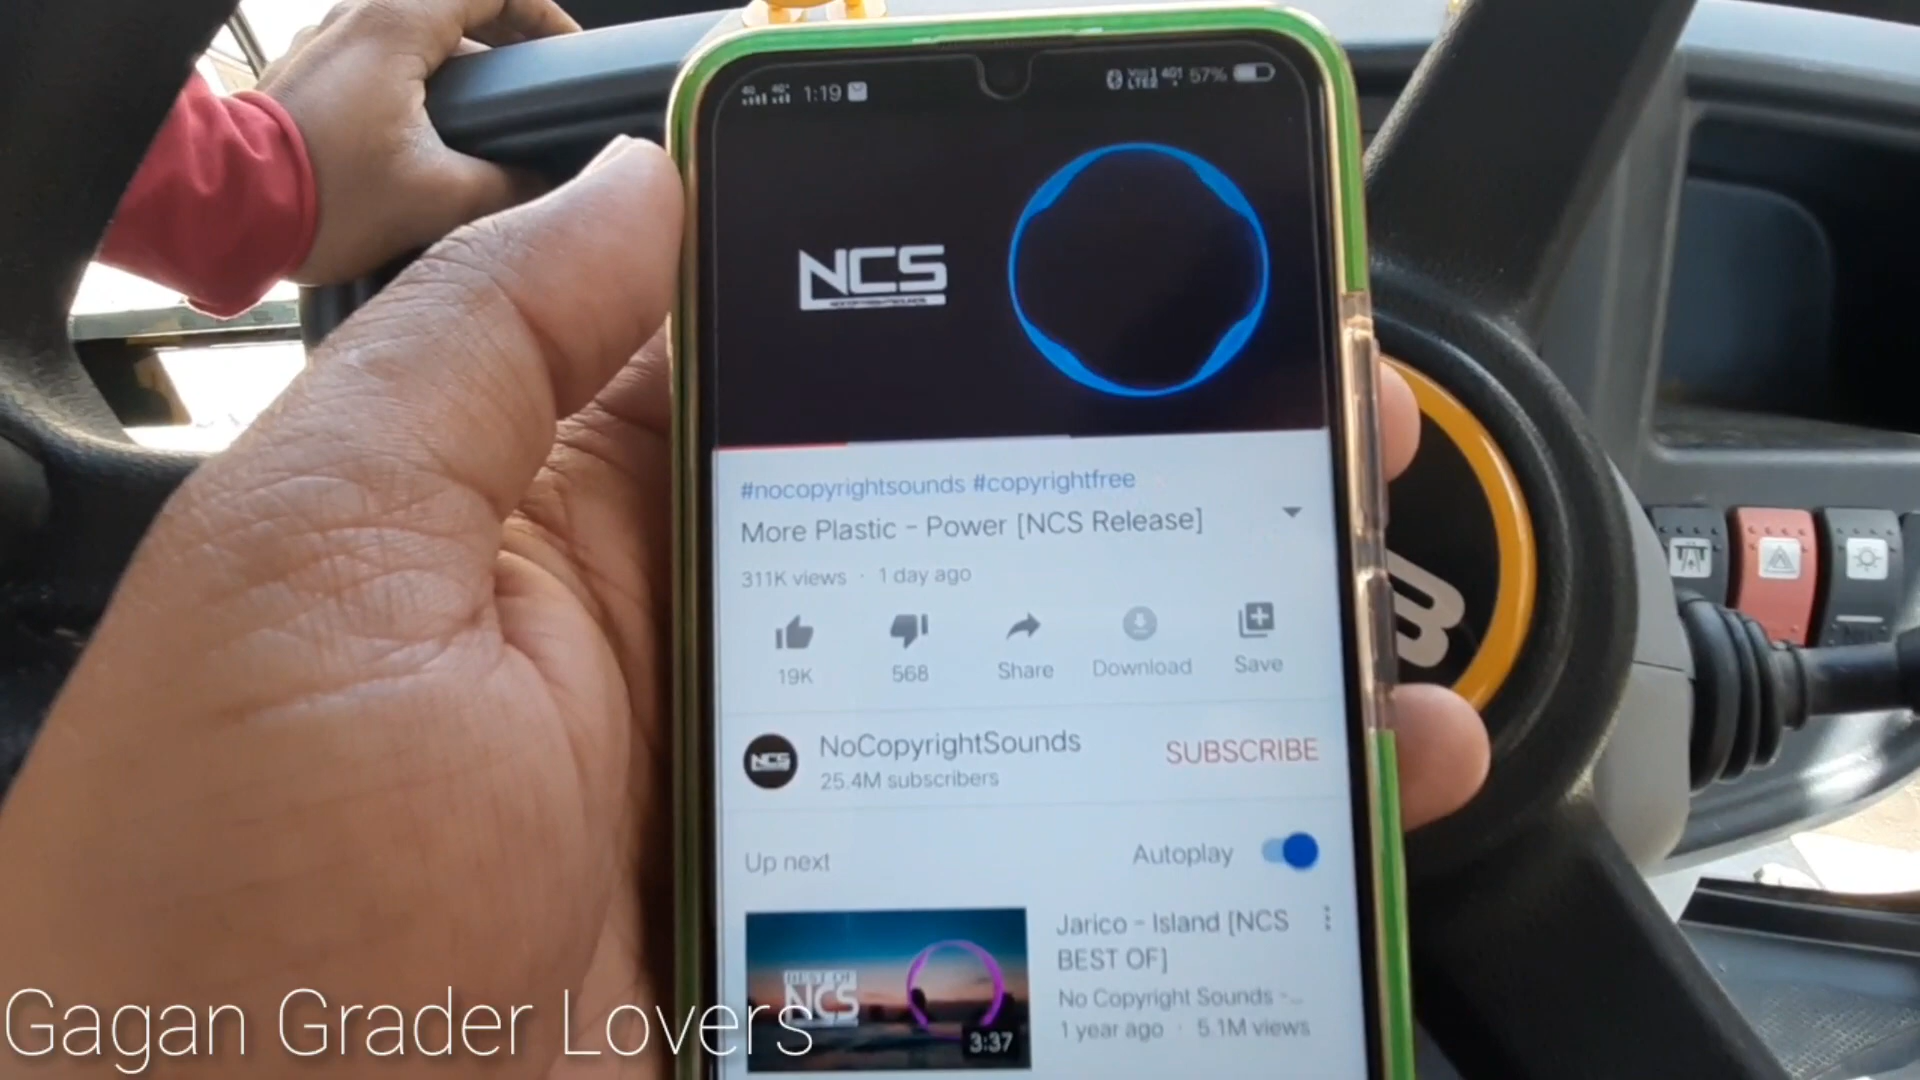 1:19
57%
NCS
#nocopyrightsounds #copyrightfree
More Plastic - Power [NCS Release]
311K views · 1 day ago
19K
568
Share
Download
Save
NCS
NoCopyrightSounds
25.4M subscribers
SUBSCRIBE
Up next
Autoplay
BEST OF
NCS
3:37
Jarico - Island [NCS
BEST OF]
No Copyright Sounds -...
1 year ago · 5.1M views
Gagan Grader Lovers